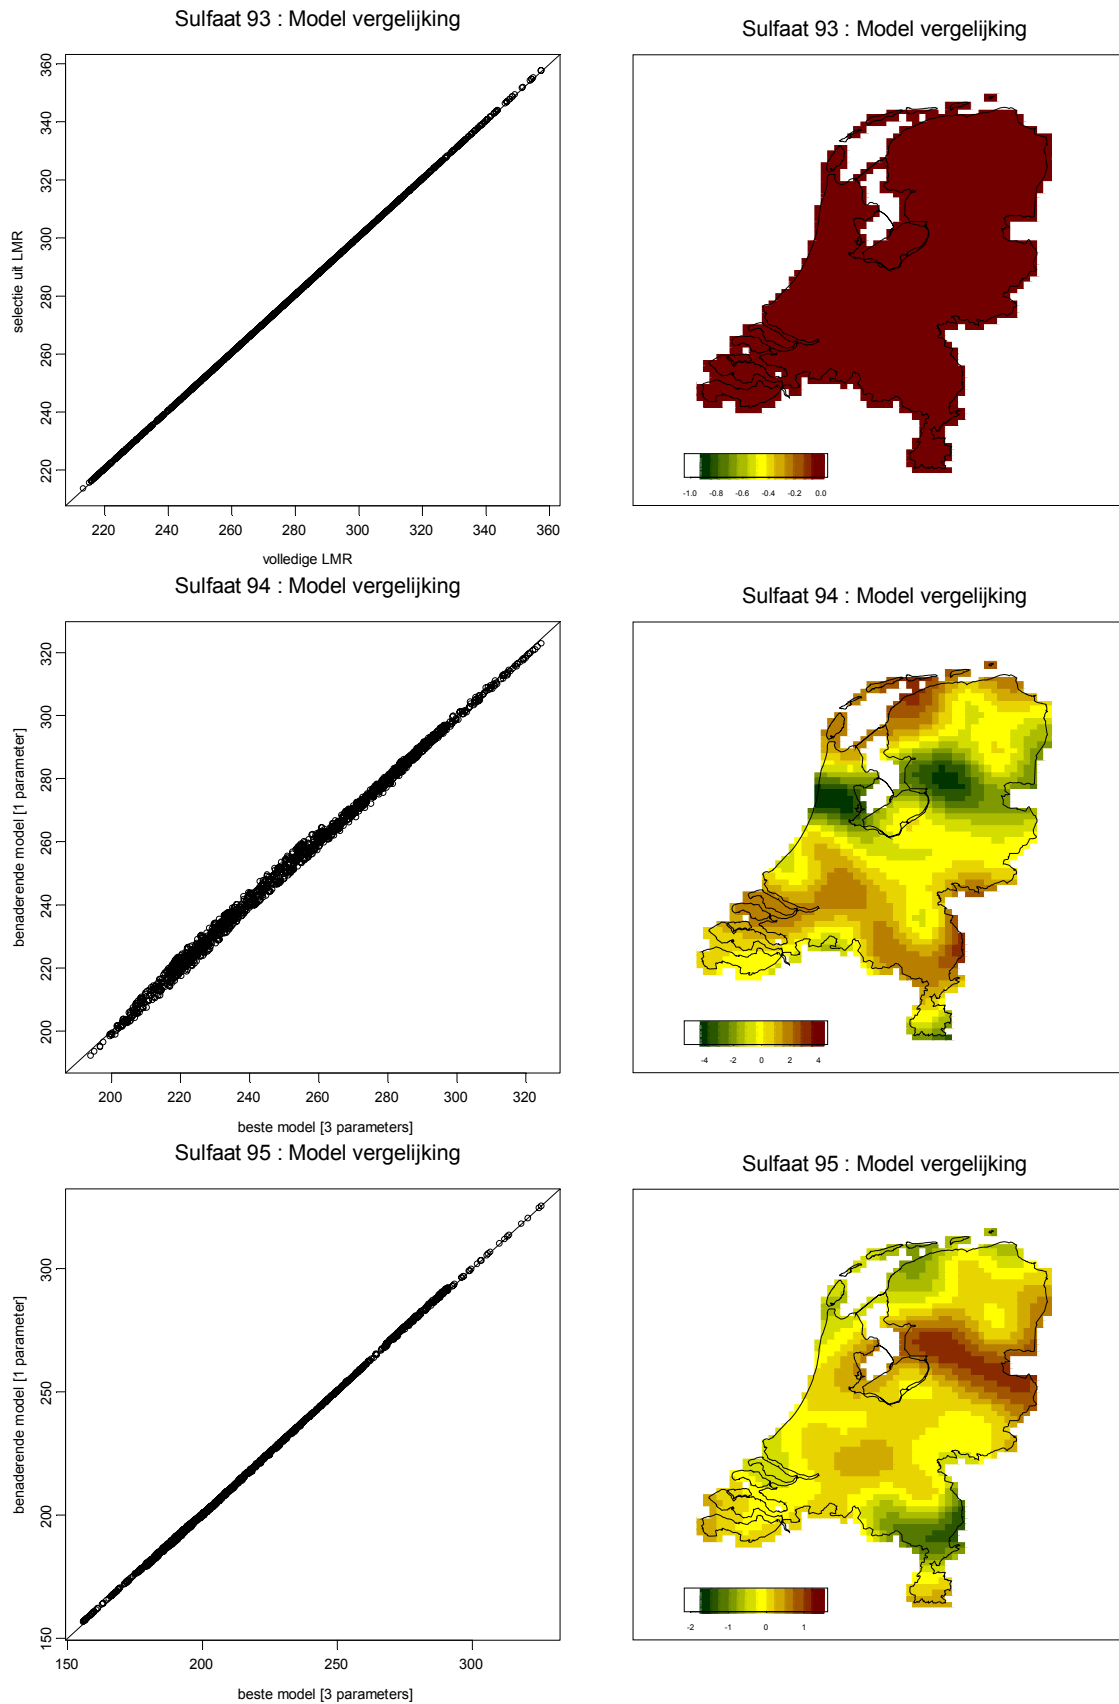 Sulfaat 93 : Model vergelijking
360
340
320
300
280
260
240
220
selectie uit LMR
220 240 260 280 300 320 340 360
volledige LMR
Sulfaat 93 : Model vergelijking
-1.0 -0.8 -0.6 -0.4 -0.2 0.0
Sulfaat 94 : Model vergelijking
320
300
280
260
240
220
200
benaderende model [1 parameter]
200 220 240 260 280 300 320
beste model [3 parameters]
Sulfaat 94 : Model vergelijking
-4 -2 0 2 4
Sulfaat 95 : Model vergelijking
300
250
200
150
benaderende model [1 parameter]
150 200 250 300
beste model [3 parameters]
Sulfaat 95 : Model vergelijking
-2 -1 0 1